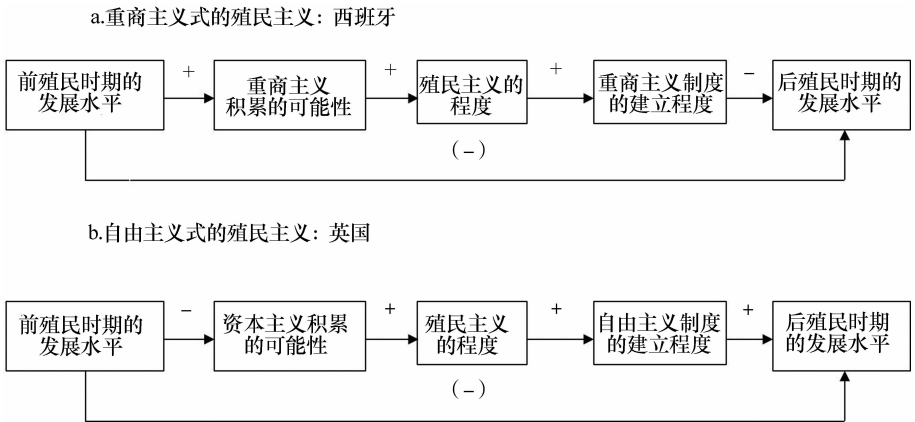 a.重商主义式的殖民主义：西班牙
前殖民时期的
发展水平
+
重商主义
积累的可能性
+
殖民主义的
程度
+
重商主义制度
的建立程度
−
后殖民时期的
发展水平
(−)
b.自由主义式的殖民主义：英国
前殖民时期的
发展水平
−
资本主义积累
的可能性
+
殖民主义
的程度
+
自由主义制度
的建立程度
+
后殖民时期
的发展水平
(−)